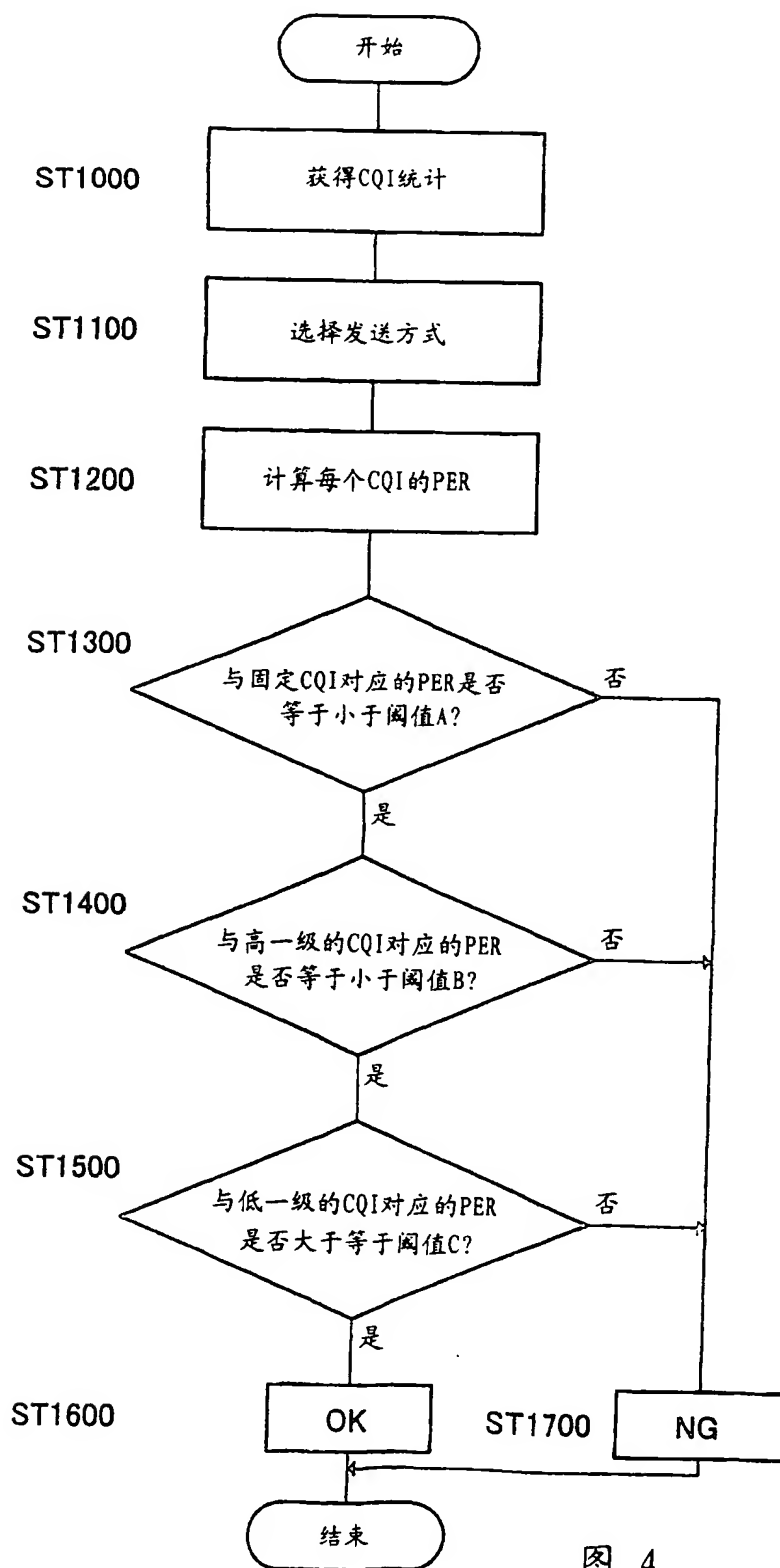 开始
ST1000
获得CQI统计
ST1100
选择发送方式
ST1200
计算每个CQI的PER
ST1300
与固定CQI对应的PER是否
等于小于阈值A?
否
是
ST1400
与高一级的CQI对应的PER
是否等于小于阈值B?
否
是
ST1500
与低一级的CQI对应的PER
是否大于等于阈值C?
否
是
ST1600
OK
ST1700
NG
结束
图 4